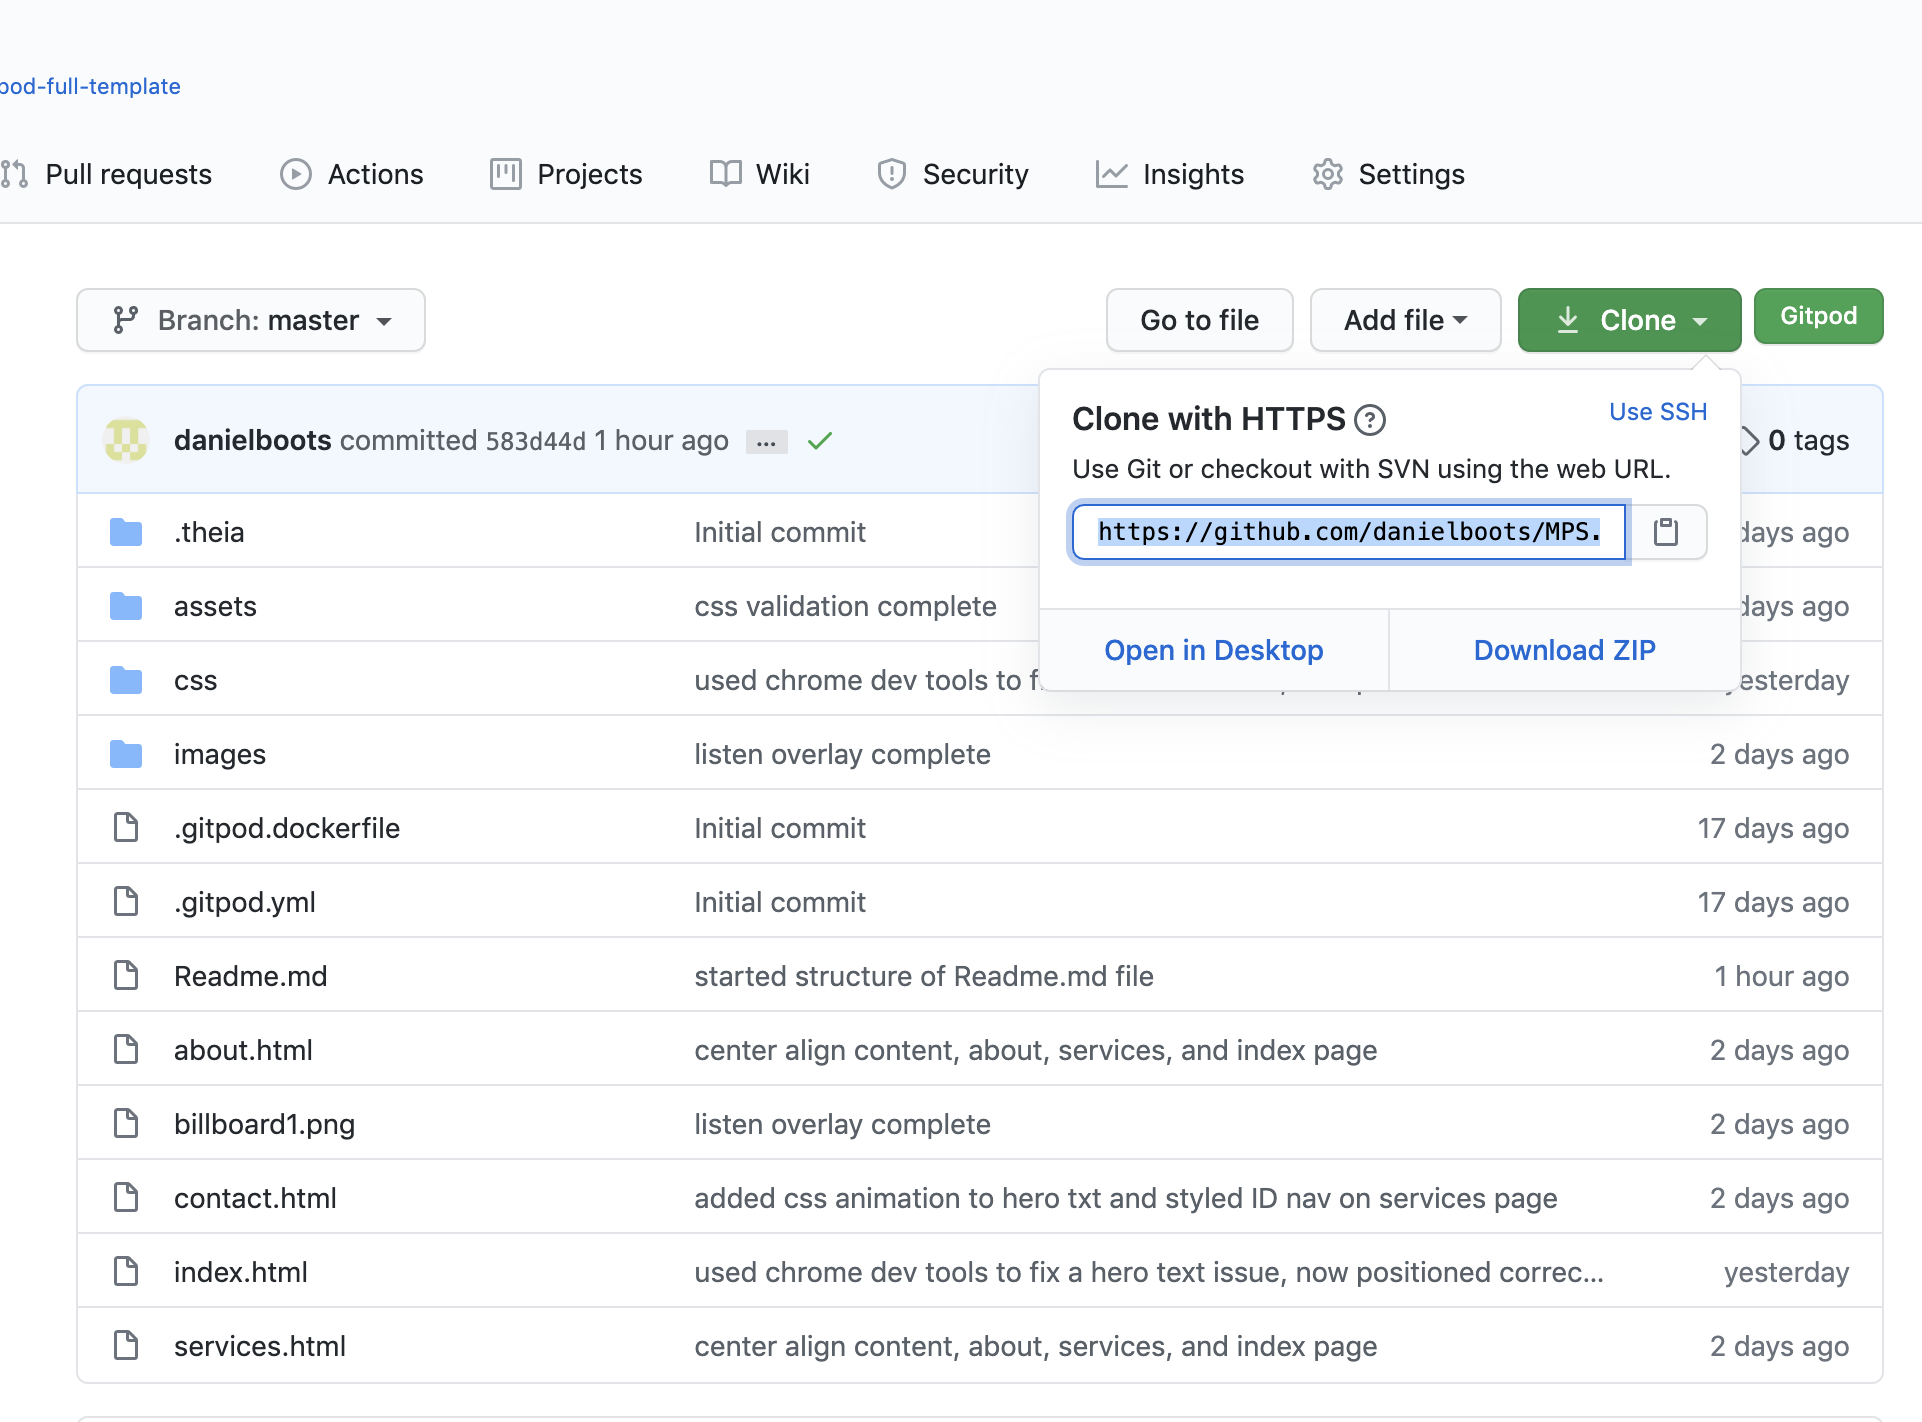 pod-full-template
Pull requests Actions Projects Wiki Security Insights Settings
Branch: master Go to file Add file Clone Gitpod
danielboots committed 583d44d 1 hour ago ... 0 tags
Clone with HTTPS ? Use SSH
Use Git or checkout with SVN using the web URL.
https://github.com/danielboots/MPS.
Open in Desktop Download ZIP
.theia Initial commit days ago
assets css validation complete days ago
css used chrome dev tools to yesterday
images listen overlay complete 2 days ago
.gitpod.dockerfile Initial commit 17 days ago
.gitpod.yml Initial commit 17 days ago
Readme.md started structure of Readme.md file 1 hour ago
about.html center align content, about, services, and index page 2 days ago
billboard1.png listen overlay complete 2 days ago
contact.html added css animation to hero txt and styled ID nav on services page 2 days ago
index.html used chrome dev tools to fix a hero text issue, now positioned correc... yesterday
services.html center align content, about, services, and index page 2 days ago